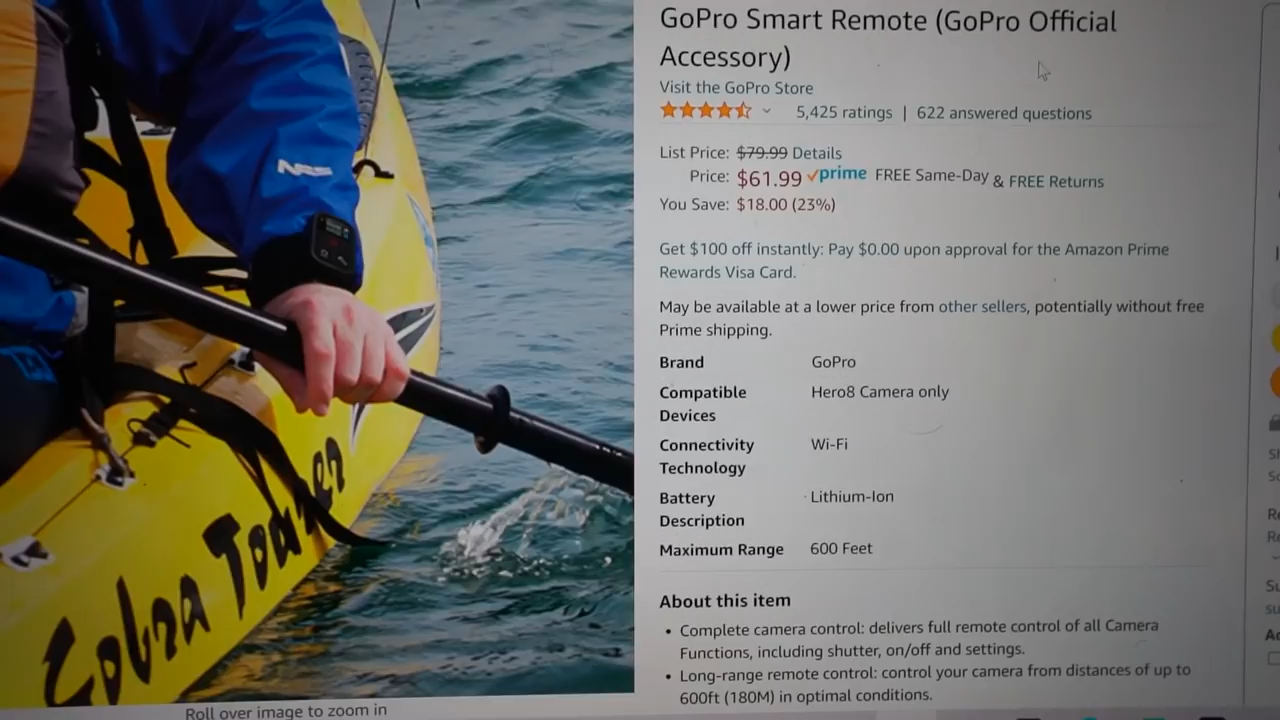 GoPro Smart Remote (GoPro Official
Accessory)
Visit the GoPro Store
5,425 ratings | 622 answered questions
List Price: $79.99 Details
Price: $61.99 prime FREE Same-Day & FREE Returns
You Save: $18.00 (23%)
Get $100 off instantly: Pay $0.00 upon approval for the Amazon Prime
Rewards Visa Card.
May be available at a lower price from other sellers, potentially without free
Prime shipping.
Brand GoPro
Compatible Hero8 Camera only
Devices
Connectivity Wi-Fi
Technology
Battery Lithium-Ion
Description
Maximum Range 600 Feet
About this item
• Complete camera control: delivers full remote control of all Camera
Functions, including shutter, on/off and settings.
• Long-range remote control: control your camera from distances of up to
600ft (180M) in optimal conditions.
NRS
Cobra Tourer
Roll over image to zoom in